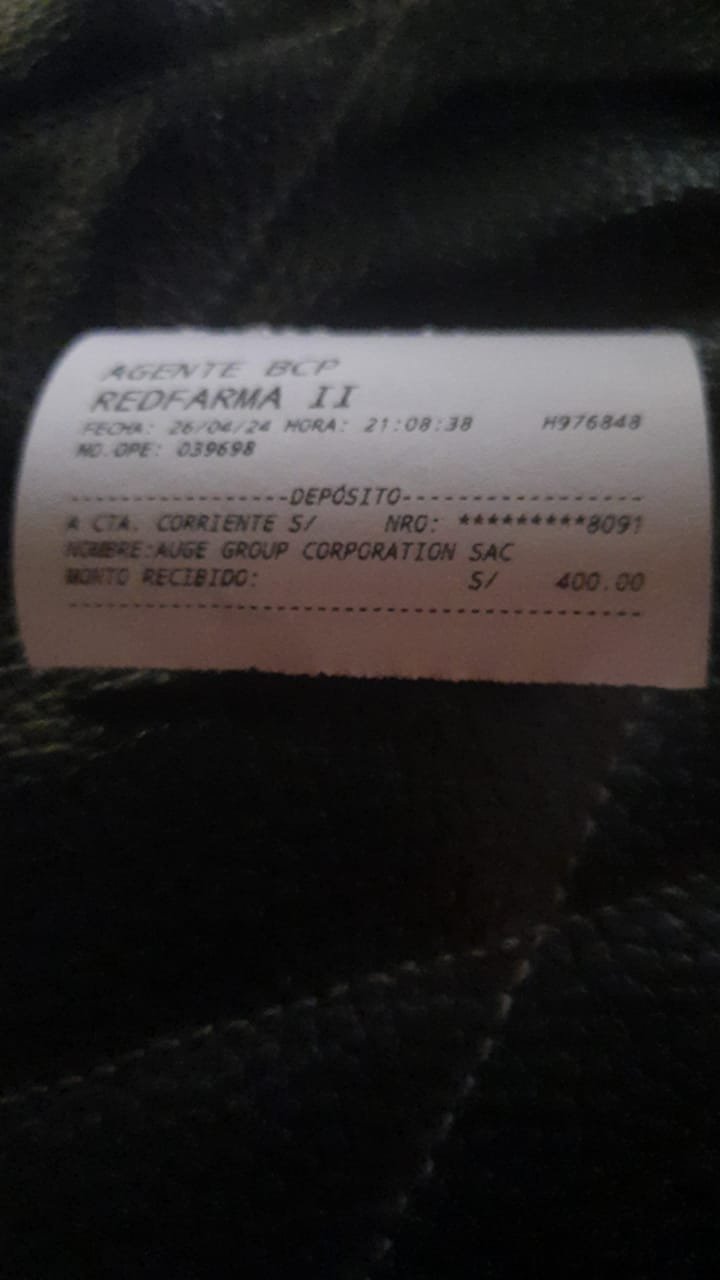 AGENTE BCP
REDFARMA II
FECHA: 26/04/24 HORA: 21:08:38 H976848
NO.OPE: 039698
-----------------DEPÓSITO-------------------
A CTA. CORRIENTE S/ NRO: *********8091
NOMBRE:AUGE GROUP CORPORATION SAC
MONTO RECIBIDO: S/ 400.00
--------------------------------------------